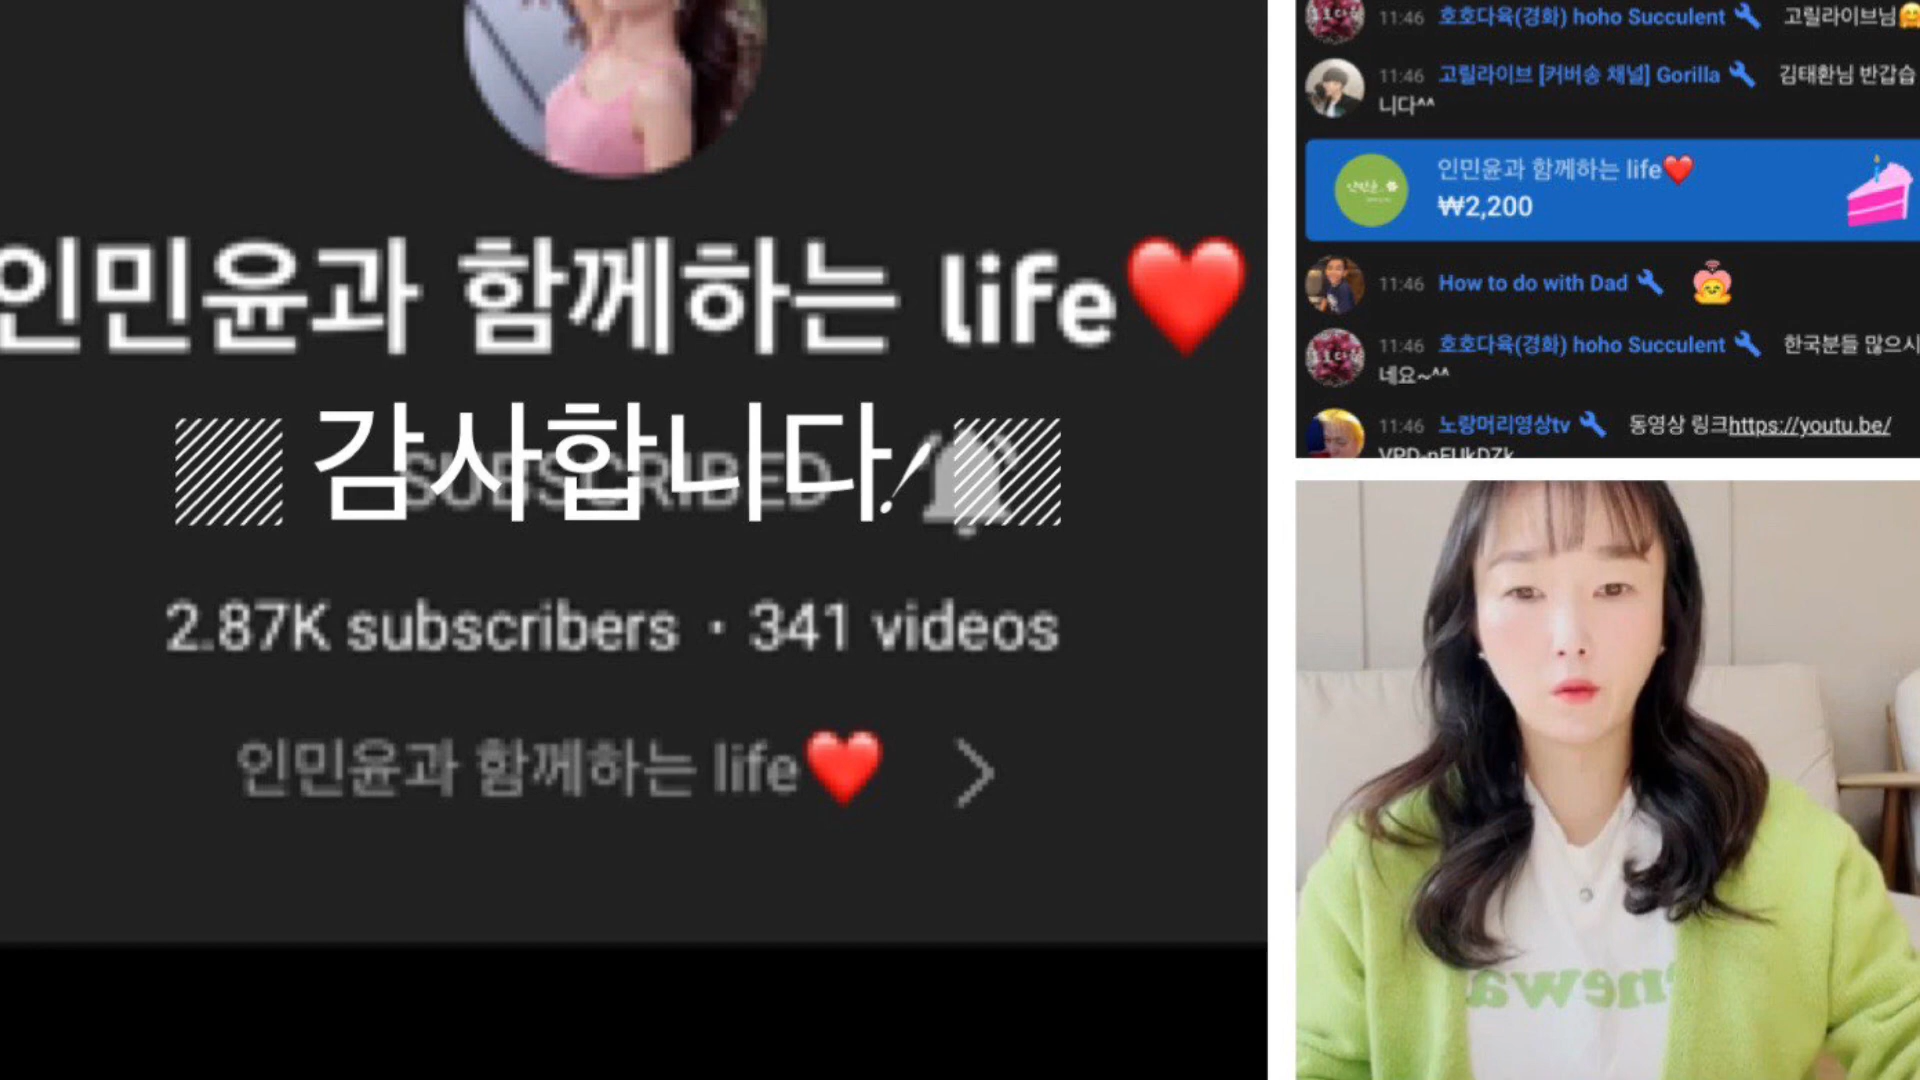 인민윤과 함께하는 life❤️
감사합니다!
SUBSCRIBED
2.87K subscribers · 341 videos
인민윤과 함께하는 life❤️ >
11:46 호호다육(경화) hoho Succulent 🔧 고릴라이브님🤗
11:46 고릴라이브 [커버송 채널] Gorilla 🔧 김태환님 반갑습
니다^^
인민윤과 함께하는 life❤️
₩2,200
11:46 How to do with Dad 🔧
11:46 호호다육(경화) hoho Succulent 🔧 한국분들 많으시
네요~^^
11:46 노랑머리영상tv 🔧 동영상 링크https://youtu.be/
newa